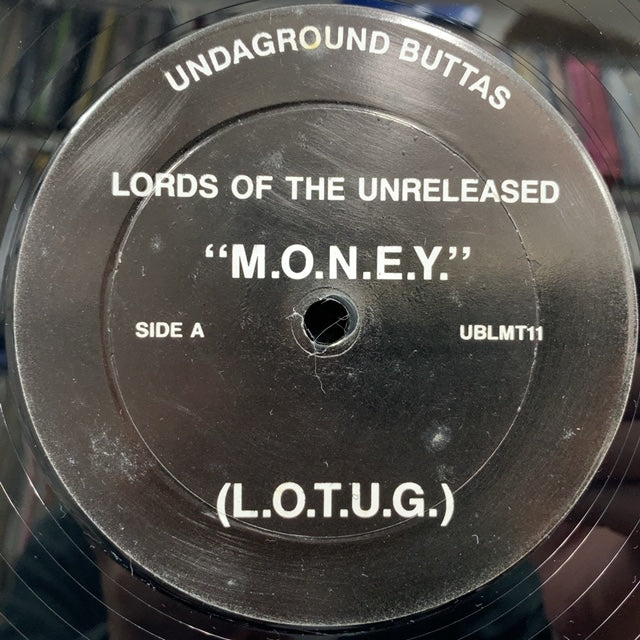 UNDAGROUND BUTTAS
LORDS OF THE UNRELEASED
“M.O.N.E.Y.”
SIDE A
UBLMT11
(L.O.T.U.G.)